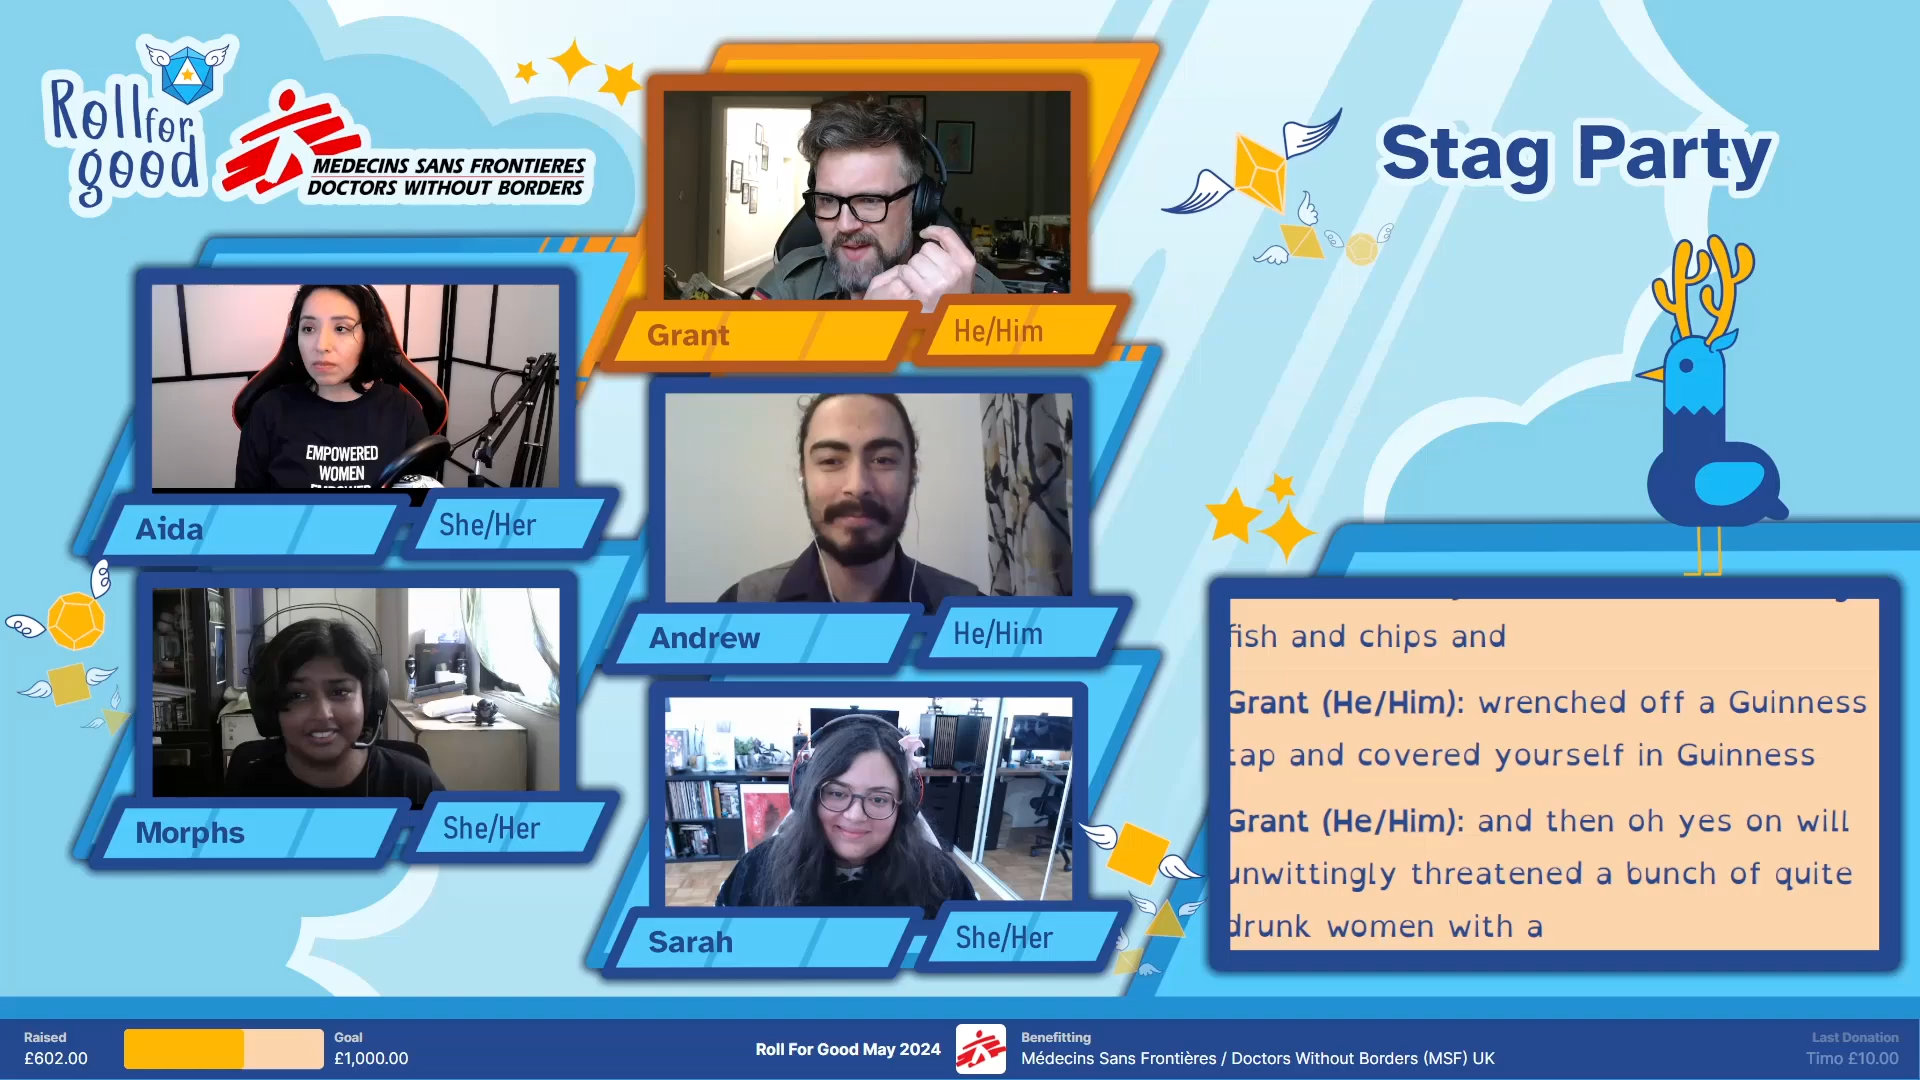 Roll for good
MEDECINS SANS FRONTIERES
DOCTORS WITHOUT BORDERS
Stag Party
Grant
He/Him
EMPOWERED
WOMEN
Aida
She/Her
Andrew
He/Him
Morphs
She/Her
Sarah
She/Her
fish and chips and
Grant (He/Him): wrenched off a Guinness
tap and covered yourself in Guinness
Grant (He/Him): and then oh yes on will
unwittingly threatened a bunch of quite
drunk women with a
Raised
£602.00
Goal
£1,000.00
Roll For Good May 2024
Benefitting
Médecins Sans Frontières / Doctors Without Borders (MSF) UK
Last Donation
Timo £10.00